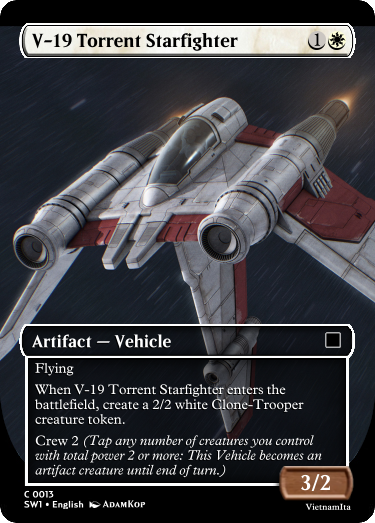 V-19 Torrent Starfighter 1
Artifact — Vehicle
Flying
When V-19 Torrent Starfighter enters the
battlefield, create a 2/2 white Clone-Trooper
creature token.
Crew 2 (Tap any number of creatures you control
with total power 2 or more: This Vehicle becomes an
artifact creature until end of turn.)
3/2
C 0013
SW1 • English AdamKop
VietnamIta